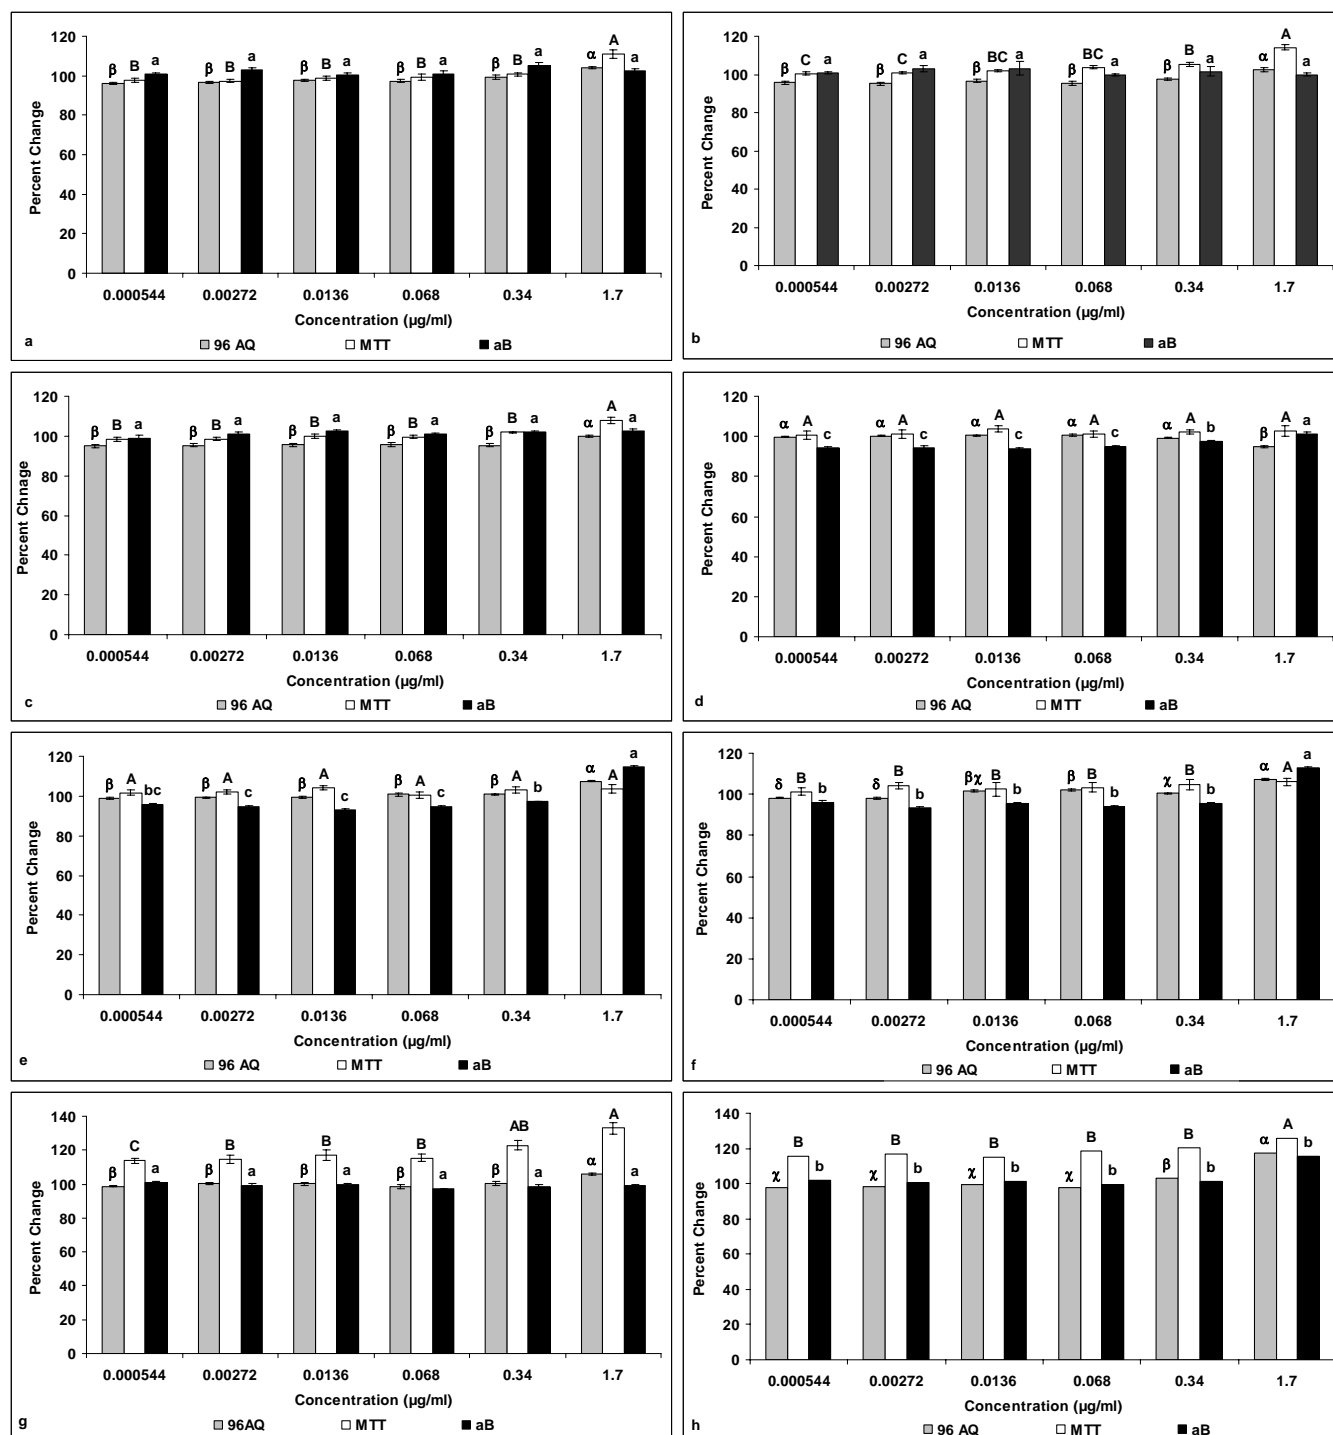 120
100
80
60
40
20
0
Percent Change
β B a β B a β B a β B a β B a α A a
0.000544 0.00272 0.0136 0.068 0.34 1.7
Concentration (µg/ml)
a
96 AQ MTT aB
120
100
80
60
40
20
0
Percent Change
β C a β C a β BC a β BC a β B a α A a
0.000544 0.00272 0.0136 0.068 0.34 1.7
Concentration (µg/ml)
b
96 AQ MTT aB
120
100
80
60
40
20
0
Percent Chnage
β B a β B a β B a β B a β B a α A a
0.000544 0.00272 0.0136 0.068 0.34 1.7
Concentration (µg/ml)
c
96 AQ MTT aB
120
100
80
60
40
20
0
Percent Change
α A c α A c α A c α A c α A b β A a
0.000544 0.00272 0.0136 0.068 0.34 1.7
Concentration (µg/ml)
d
96 AQ MTT aB
120
100
80
60
40
20
0
Percent Change
β A bc β A c β A c β A c β A b α A a
0.000544 0.00272 0.0136 0.068 0.34 1.7
Concentration (µg/ml)
e
96 AQ MTT aB
120
100
80
60
40
20
0
Percent Change
δ B b δ B b βχ B b β B b χ B b α A a
0.000544 0.00272 0.0136 0.068 0.34 1.7
Concentration (µg/ml)
f
96 AQ MTT aB
140
120
100
80
60
40
20
0
Percent Change
β C a β B a β B a β B a β AB a α A a
0.000544 0.00272 0.0136 0.068 0.34 1.7
Concentration (µg/ml)
g
96AQ MTT aB
140
120
100
80
60
40
20
0
Percent Change
χ B b χ B b χ B b χ B b β B b α A b
0.000544 0.00272 0.0136 0.068 0.34 1.7
Concentration (µg/ml)
h
96 AQ MTT aB